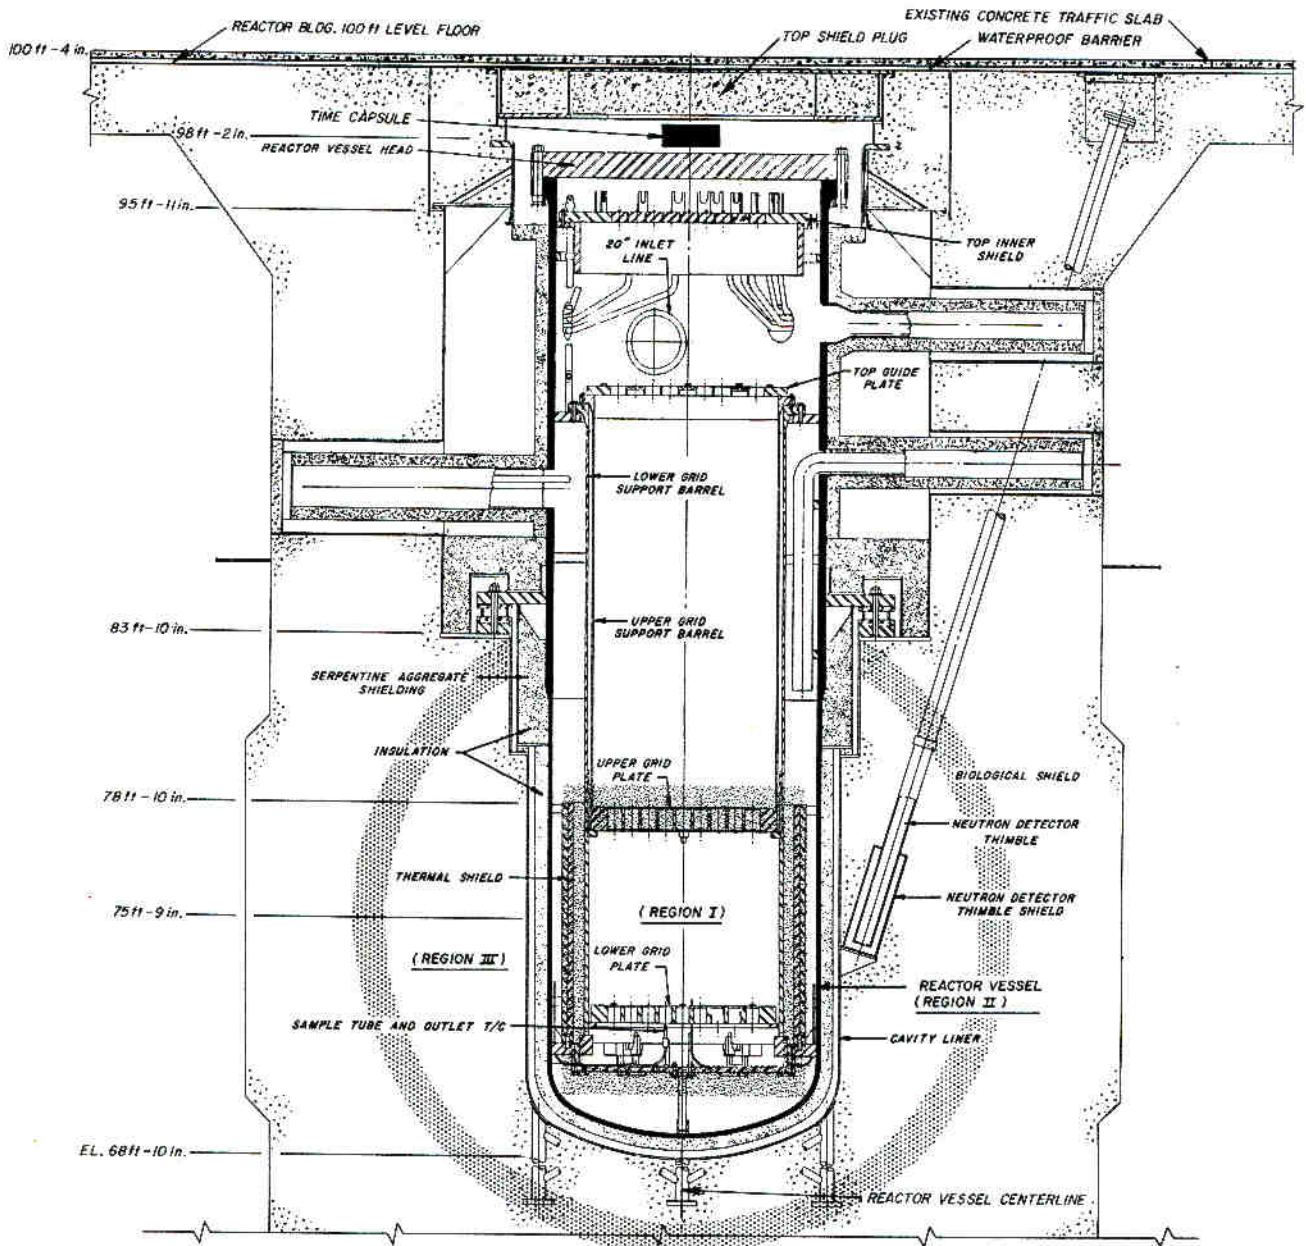 REACTOR BLDG. 100 ft LEVEL FLOOR
EXISTING CONCRETE TRAFFIC SLAB
100 ft - 4 in.
TOP SHIELD PLUG
WATERPROOF BARRIER
TIME CAPSULE
98 ft - 2 in.
REACTOR VESSEL HEAD
95 ft - 11 in.
20" INLET
LINE
TOP INNER
SHIELD
TOP GUIDE
PLATE
LOWER GRID
SUPPORT BARREL
83 ft - 10 in.
UPPER GRID
SUPPORT BARREL
SERPENTINE AGGREGATE
SHIELDING
INSULATION
UPPER GRID
PLATE
BIOLOGICAL SHIELD
78 ft - 10 in.
NEUTRON DETECTOR
THIMBLE
THERMAL SHIELD
NEUTRON DETECTOR
THIMBLE SHIELD
75 ft - 9 in.
(REGION I)
(REGION III)
LOWER GRID
PLATE
REACTOR VESSEL
(REGION II)
SAMPLE TUBE AND OUTLET T/C
CAVITY LINER
EL. 68 ft - 10 in.
REACTOR VESSEL CENTERLINE